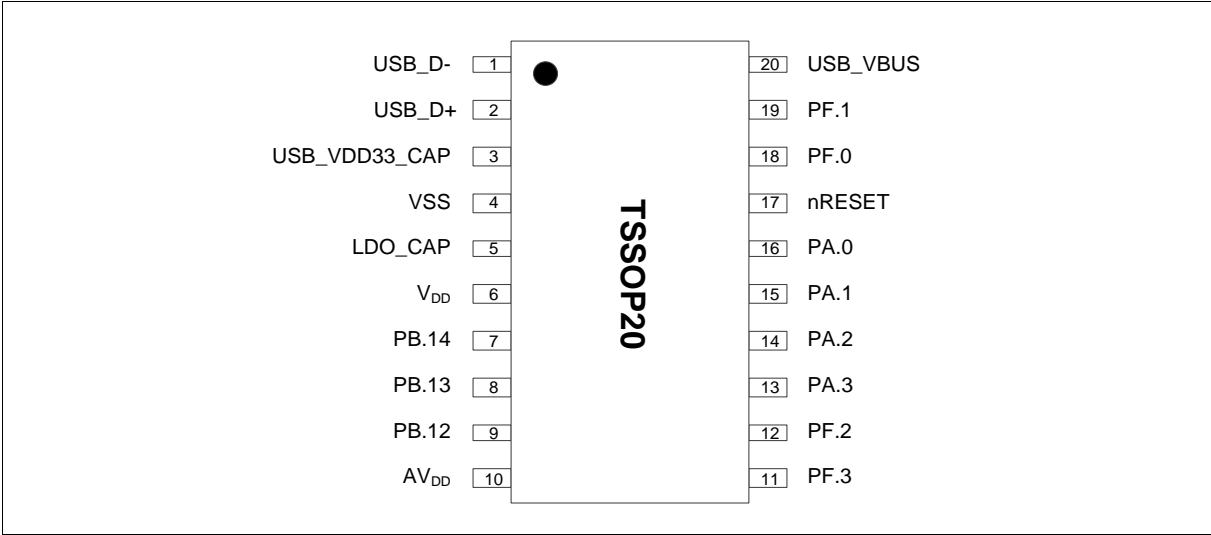 USB_D- 1
USB_D+ 2
USB_VDD33_CAP 3
VSS 4
LDO_CAP 5
VDD 6
PB.14 7
PB.13 8
PB.12 9
AVDD 10
TSSOP20
20 USB_VBUS
19 PF.1
18 PF.0
17 nRESET
16 PA.0
15 PA.1
14 PA.2
13 PA.3
12 PF.2
11 PF.3